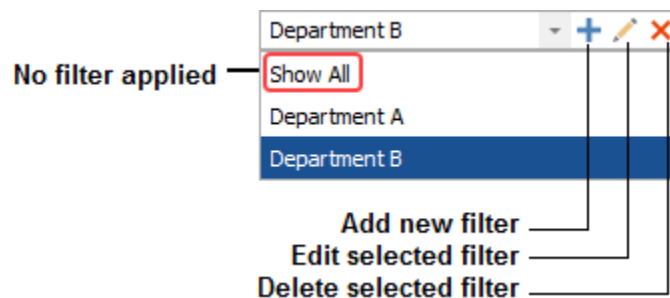 Department B
No filter applied
Show All
Department A
Department B
Add new filter
Edit selected filter
Delete selected filter